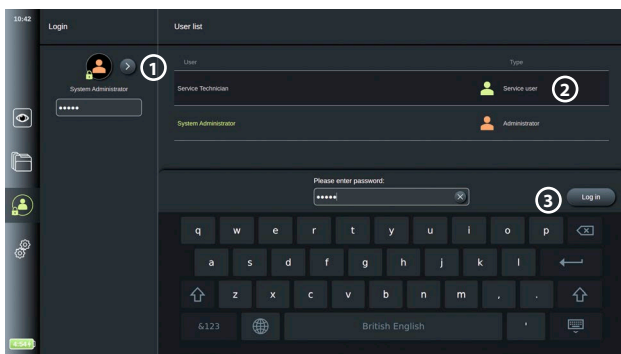 10:42
Login
User list
1
User
Type
System Administrator
•••••
Service Technician
Service user
2
System Administrator
Administrator
Please enter password:
•••••
3
Log in
q w e r t y u i o p
a s d f g h j k l
z x c v b n m , .
&123
British English
'